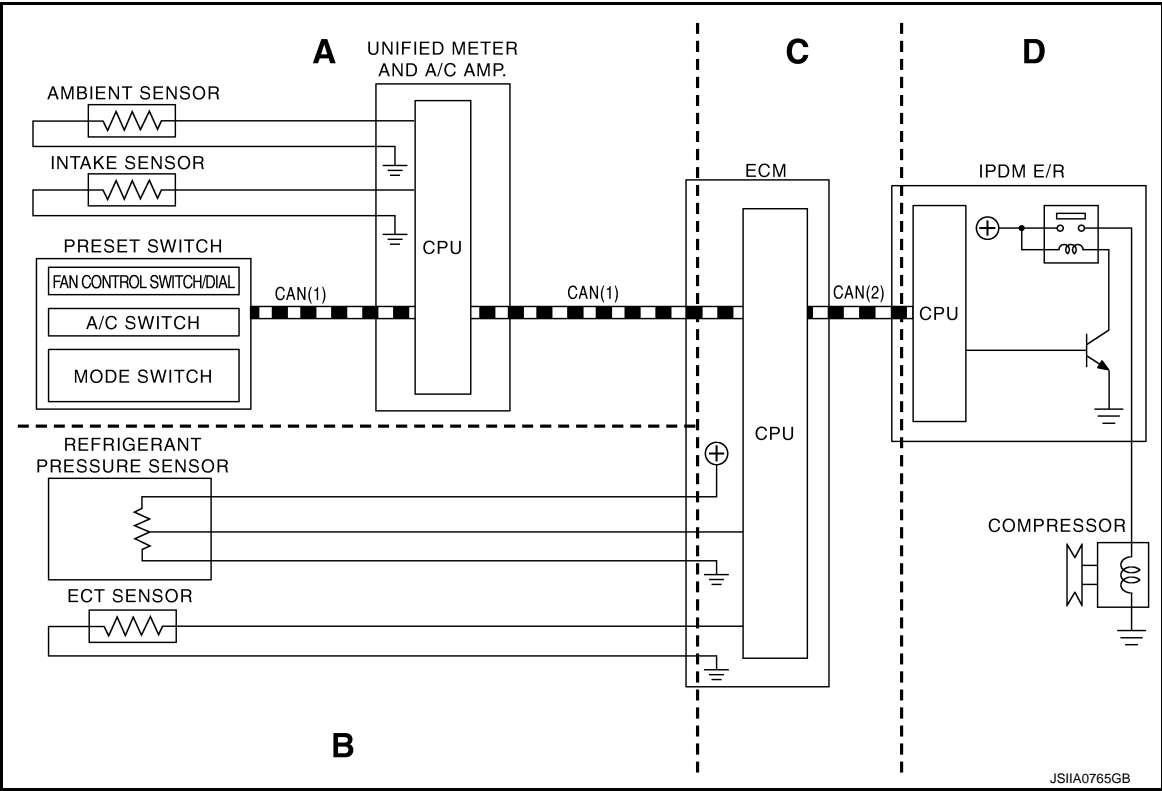 A
UNIFIED METER
AND A/C AMP.
C
D
AMBIENT SENSOR
INTAKE SENSOR
ECM
IPDM E/R
PRESET SWITCH
CPU
FAN CONTROL SWITCH/DIAL
CAN(1)
CAN(1)
CAN(2)
A/C SWITCH
CPU
MODE SWITCH
CPU
REFRIGERANT
PRESSURE SENSOR
COMPRESSOR
ECT SENSOR
B
JSIIA0765GB